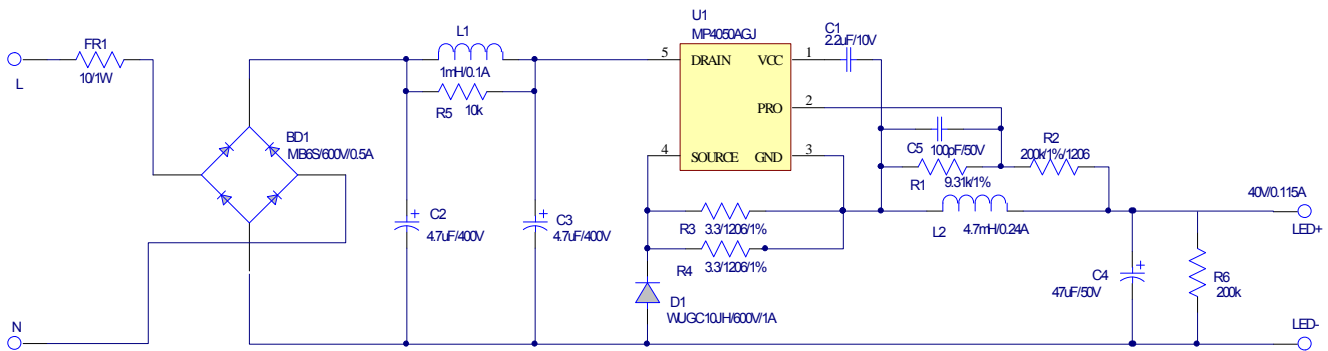 L
FR1
10/1W
N
BD1
MB6S/600V/0.5A
L1
1mH/0.1A
R5
10k
C2
4.7uF/400V
C3
4.7uF/400V
U1
MP4050AGJ
5
DRAIN
VCC
1
PRO
2
4
SOURCE
GND
3
C1
2.2uF/10V
C5
100pF/50V
R1
9.31k/1%
R2
200k/1%/1206
R3
3.3/1206/1%
R4
3.3/1206/1%
D1
WUGC10JH/600V/1A
L2
4.7mH/0.24A
C4
47uF/50V
R6
200k
40V/0.115A
LED+
LED-